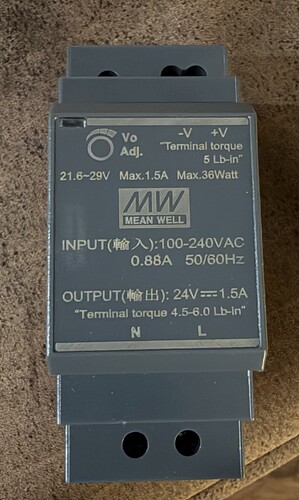 Vo -V +V
Adj. "Terminal torque
5 Lb-in"
21.6~29V Max.1.5A Max.36Watt
MW
MEAN WELL
INPUT(輸入):100-240VAC
0.88A 50/60Hz
OUTPUT(輸出):24V⎓1.5A
"Terminal torque 4.5-6.0 Lb-in"
N L